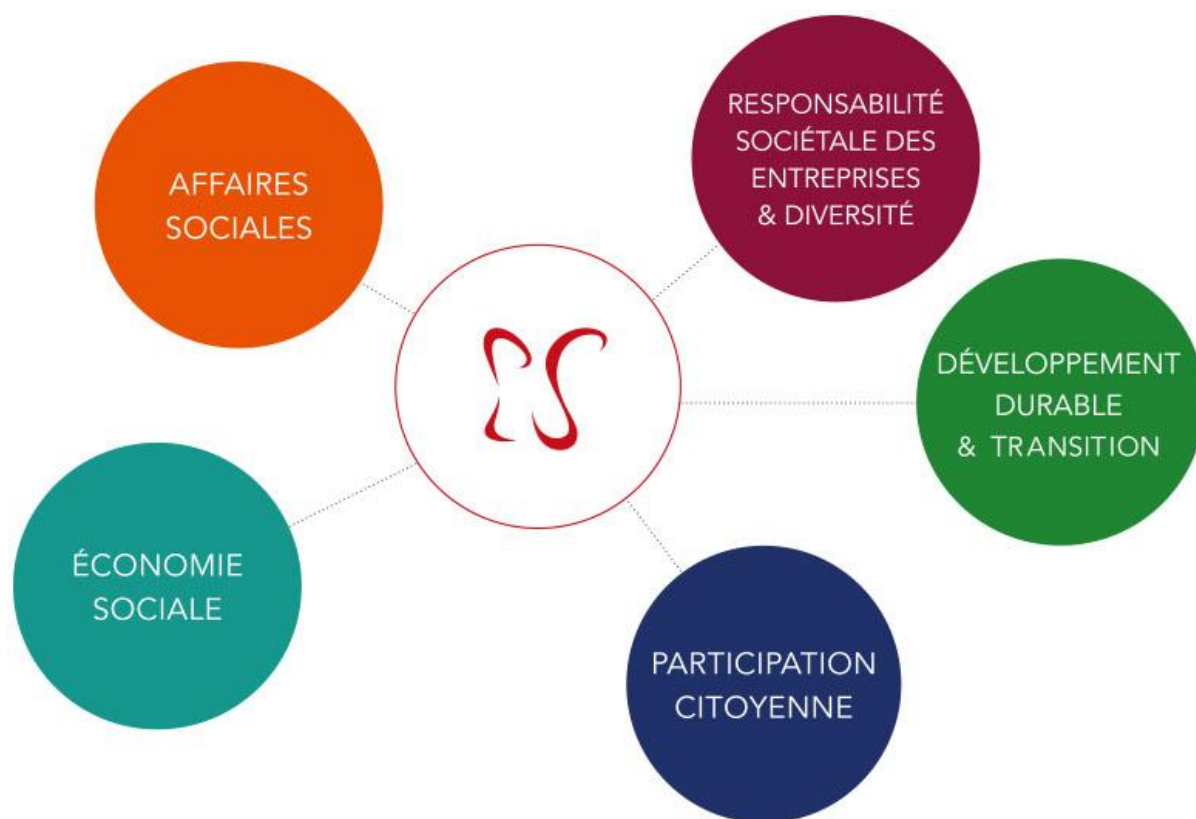 AFFAIRES
SOCIALES
RESPONSABILITÉ
SOCIÉTALE DES
ENTREPRISES
& DIVERSITÉ
DÉVELOPPEMENT
DURABLE
& TRANSITION
ÉCONOMIE
SOCIALE
PARTICIPATION
CITOYENNE